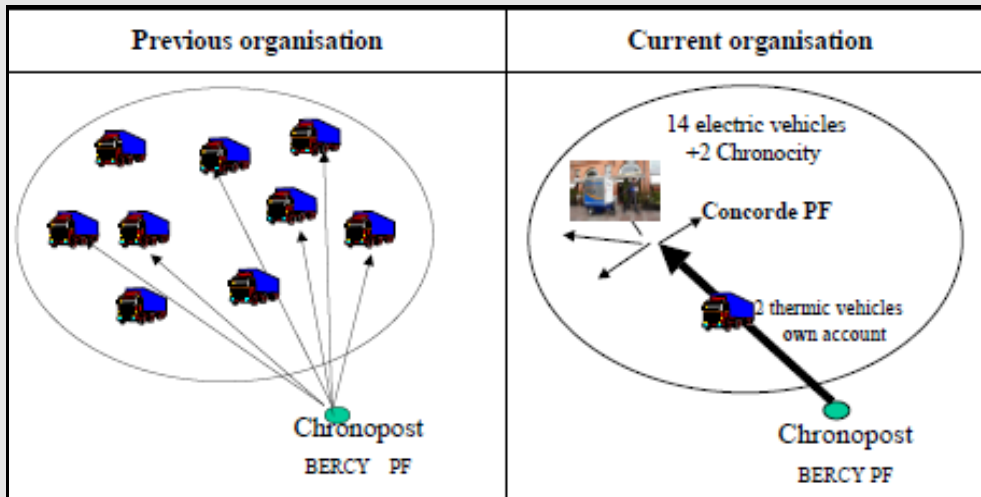 Previous organisation
Current organisation
Chronopost
BERCY PF
14 electric vehicles
+2 Chronocity
Concorde PF
2 thermic vehicles
own account
Chronopost
BERCY PF